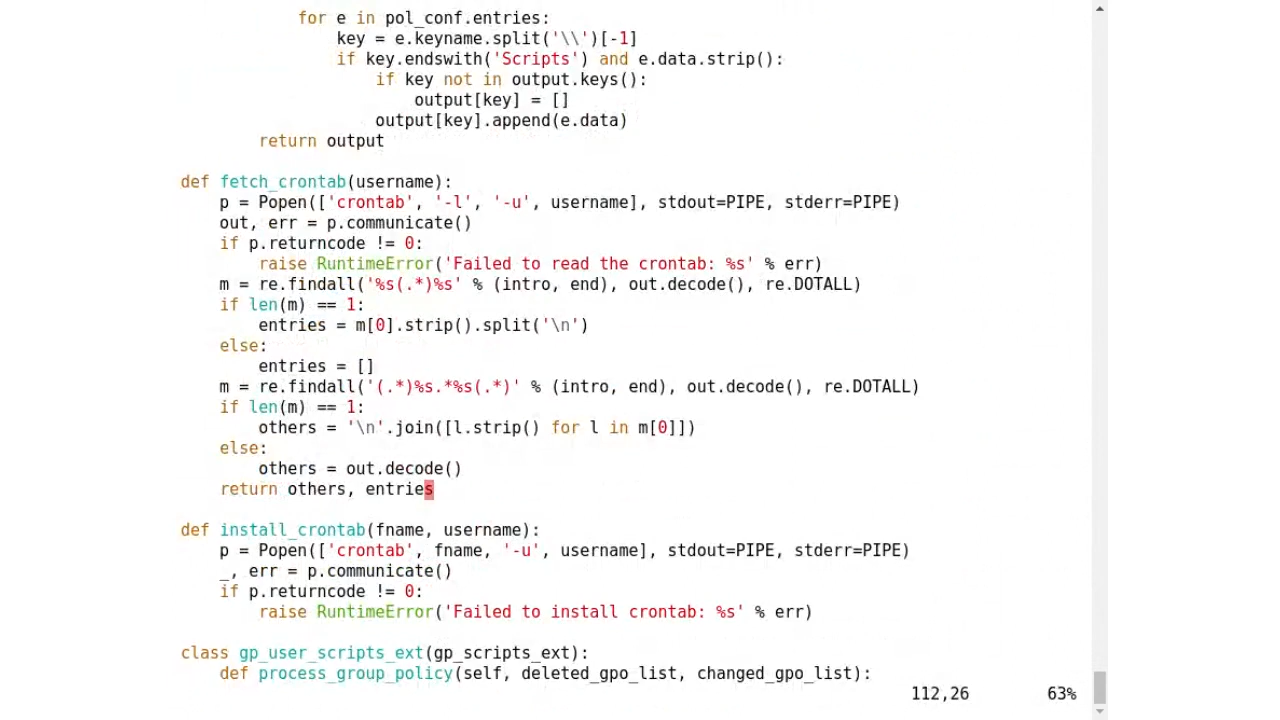 for e in pol_conf.entries:
key = e.keyname.split('\\')[-1]
if key.endswith('Scripts') and e.data.strip():
if key not in output.keys():
output[key] = []
output[key].append(e.data)
return output
def fetch_crontab(username):
p = Popen(['crontab', '-l', '-u', username], stdout=PIPE, stderr=PIPE)
out, err = p.communicate()
if p.returncode != 0:
raise RuntimeError('Failed to read the crontab: %s' % err)
m = re.findall('%s(.*)%s' % (intro, end), out.decode(), re.DOTALL)
if len(m) == 1:
entries = m[0].strip().split('\n')
else:
entries = []
m = re.findall('(.*)%s.*%s(.*)' % (intro, end), out.decode(), re.DOTALL)
if len(m) == 1:
others = '\n'.join([l.strip() for l in m[0]])
else:
others = out.decode()
return others, entries
def install_crontab(fname, username):
p = Popen(['crontab', fname, '-u', username], stdout=PIPE, stderr=PIPE)
_, err = p.communicate()
if p.returncode != 0:
raise RuntimeError('Failed to install crontab: %s' % err)
class gp_user_scripts_ext(gp_scripts_ext):
def process_group_policy(self, deleted_gpo_list, changed_gpo_list):
112,26 63%